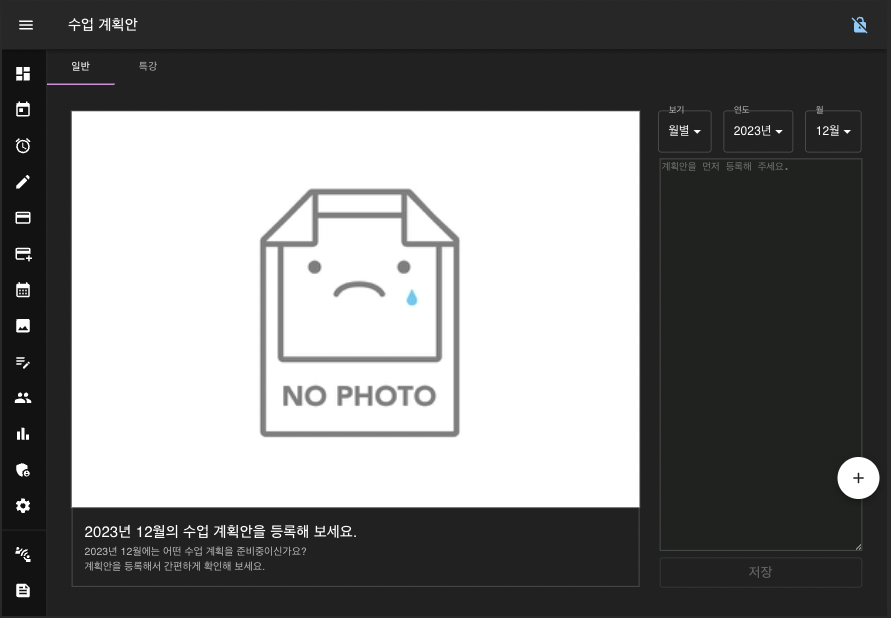 수업 계획안
일반
특강
보기
월별
연도
2023년
월
12월
계획안을 먼저 등록해 주세요.
NO PHOTO
2023년 12월의 수업 계획안을 등록해 보세요.
2023년 12월에는 어떤 수업 계획을 준비중이신가요?
계획안을 등록해서 간편하게 확인해 보세요.
저장